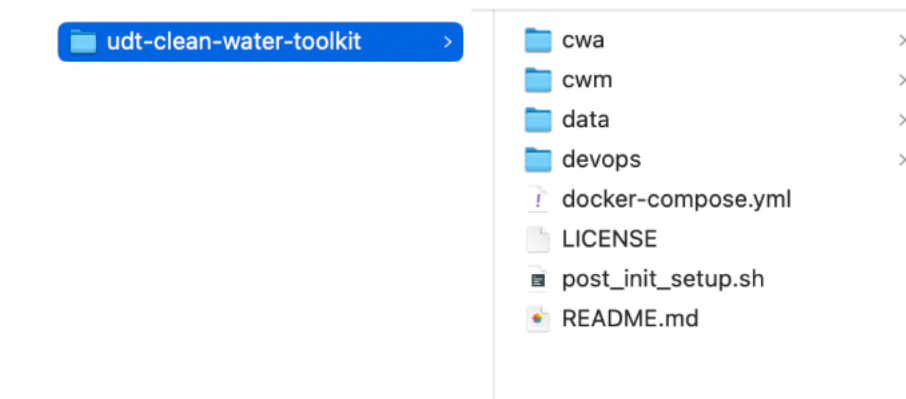 udt-clean-water-toolkit
cwa
cwm
data
devops
docker-compose.yml
LICENSE
post_init_setup.sh
README.md